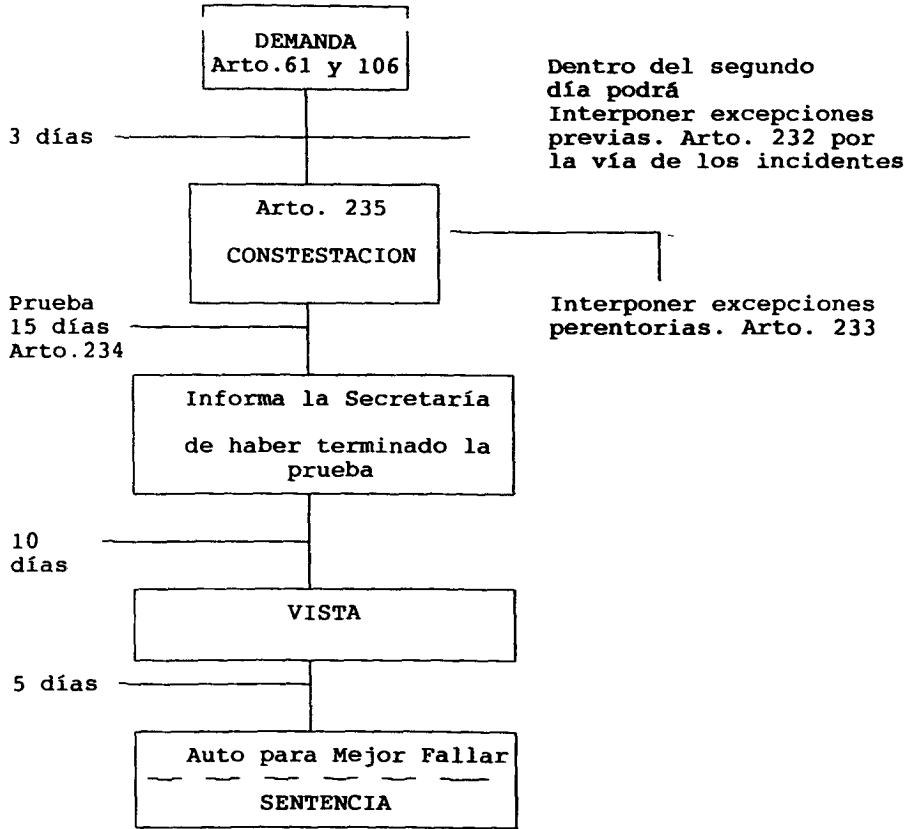 DEMANDA
Arto.61 y 106
Dentro del segundo
día podrá
Interponer excepciones
previas. Arto. 232 por
la vía de los incidentes
3 días
Arto. 235
CONSTESTACION
Interponer excepciones
perentorias. Arto. 233
Prueba
15 días
Arto.234
Informa la Secretaría
de haber terminado la
prueba
10
días
VISTA
5 días
Auto para Mejor Fallar
SENTENCIA